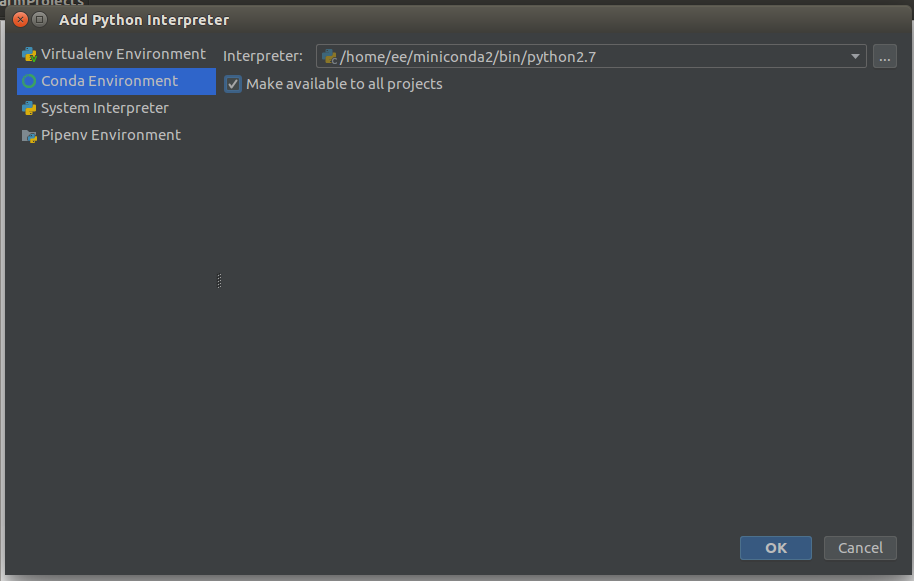 Add Python Interpreter
Virtualenv Environment
Conda Environment
System Interpreter
Pipenv Environment
Interpreter: /home/ee/miniconda2/bin/python2.7
...
Make available to all projects
OK Cancel